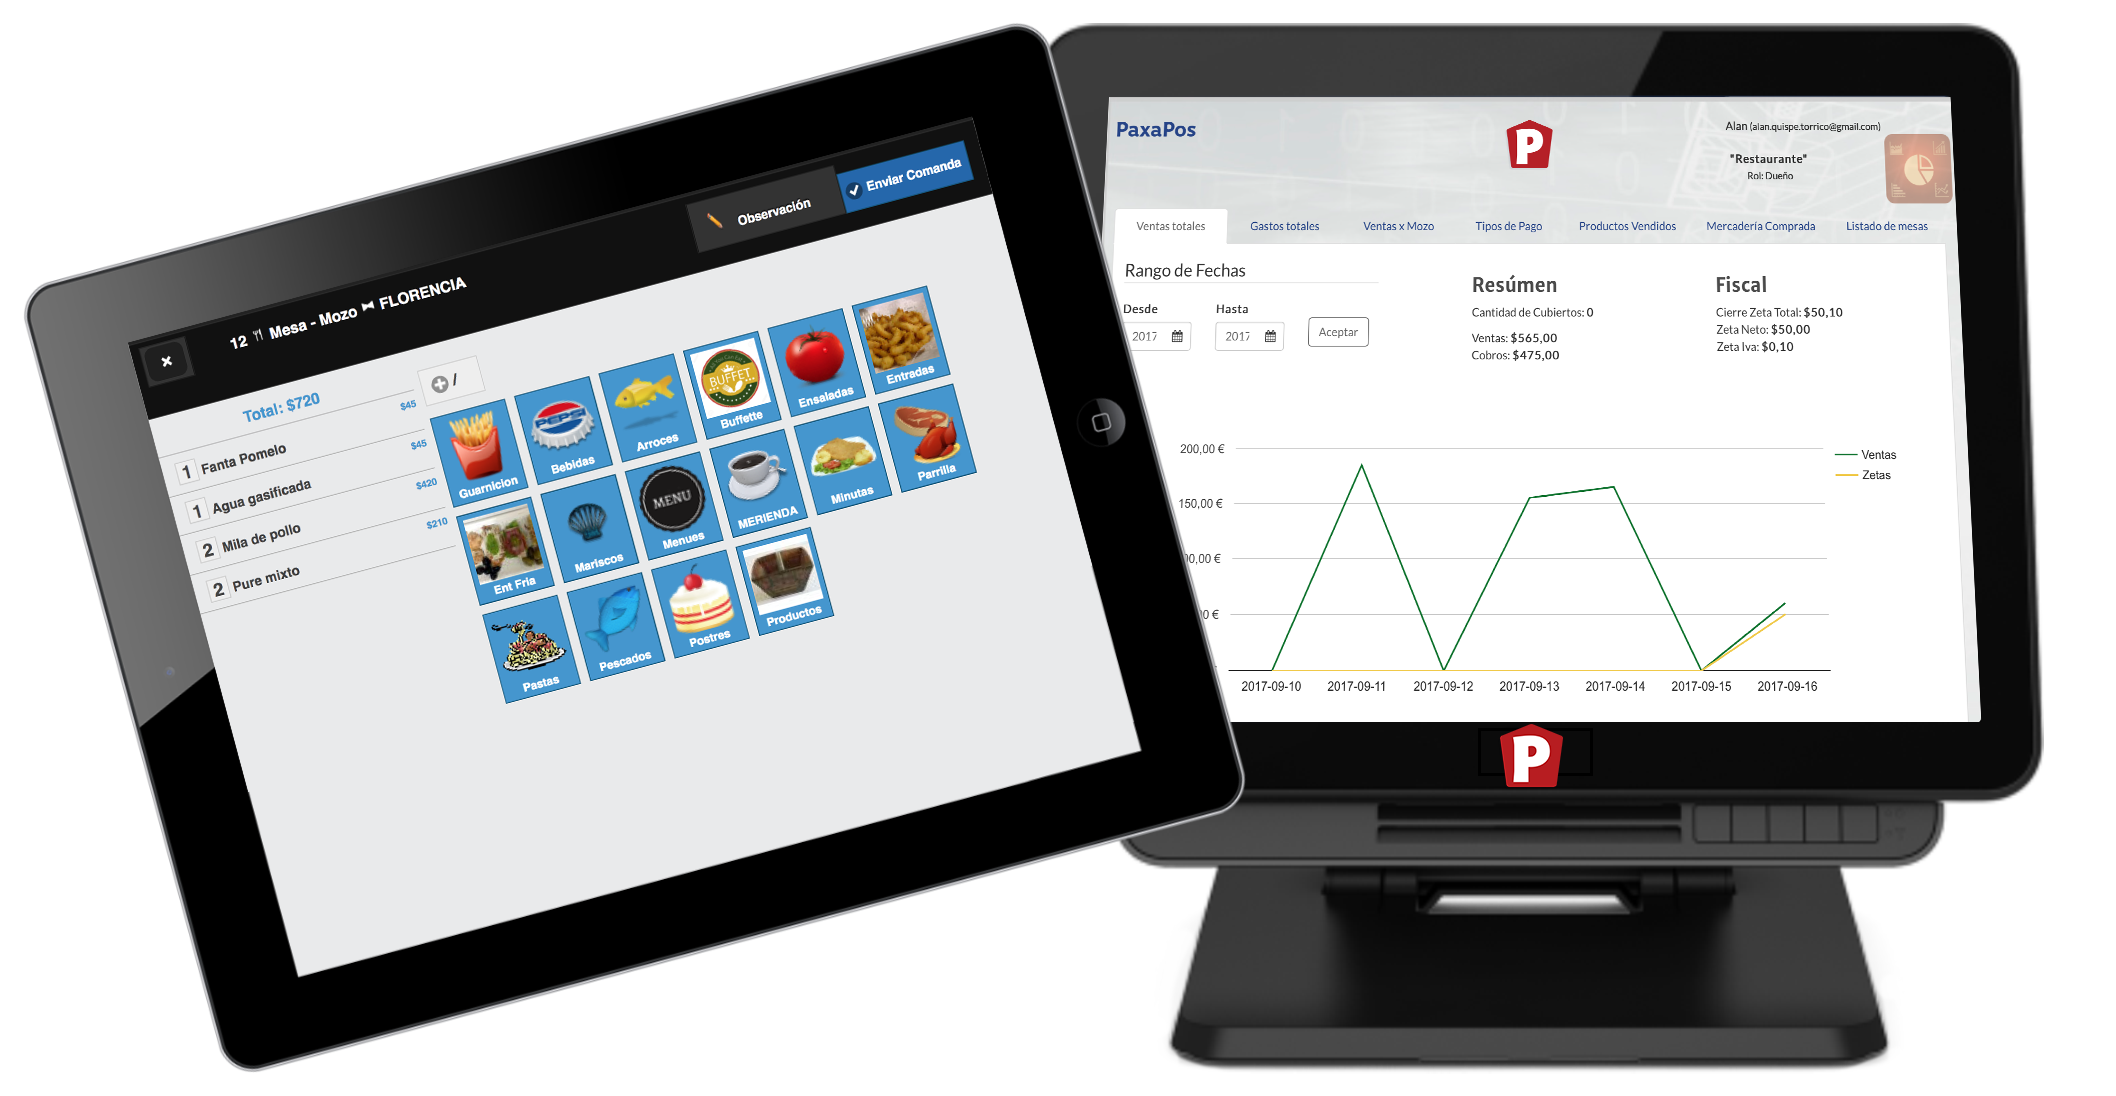 Observación
Enviar Comanda
12 Mesa - Mozo FLORENCIA
Total: $720
/
1 Fanta Pomelo $45
1 Agua gasificada $45
2 Mila de pollo $420
2 Pure mixto $210
Guarnicion
PEPSI
Bebidas
Arroces
BUFFET
Buffette
Ensaladas
Entradas
Ent Fria
Mariscos
MENU
Menues
MERIENDA
Minutas
Parrilla
Pastas
Pescados
Postres
Productos
PaxaPos
P
Alan (alan.quispe.torrico@gmail.com)
"Restaurante"
Rol: Dueño
Ventas totales Gastos totales Ventas x Mozo Tipos de Pago Productos Vendidos Mercadería Comprada Listado de mesas
Rango de Fechas
Desde Hasta
2017 2017 Aceptar
Resúmen
Cantidad de Cubiertos: 0
Ventas: $565,00
Cobros: $475,00
Fiscal
Cierre Zeta Total: $50,10
Zeta Neto: $50,00
Zeta Iva: $0,10
200,00 €
150,00 €
00,00 €
0 €
Ventas
Zetas
2017-09-10 2017-09-11 2017-09-12 2017-09-13 2017-09-14 2017-09-15 2017-09-16
P